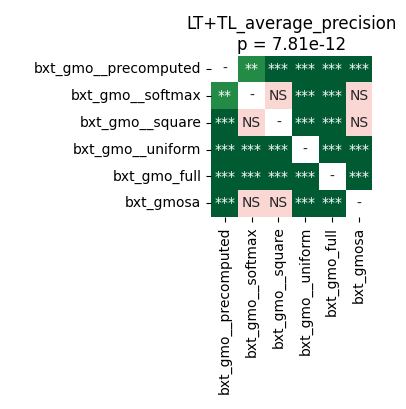 LT+TL_average_precision
p = 7.81e-12
bxt_gmo__precomputed - ** *** *** *** ***
bxt_gmo__softmax ** - NS *** *** NS
bxt_gmo__square *** NS - *** *** NS
bxt_gmo__uniform *** *** *** - *** ***
bxt_gmo_full *** *** *** *** - ***
bxt_gmosa *** NS NS *** *** -
bxt_gmo__precomputed
bxt_gmo__softmax
bxt_gmo__square
bxt_gmo__uniform
bxt_gmo_full
bxt_gmosa